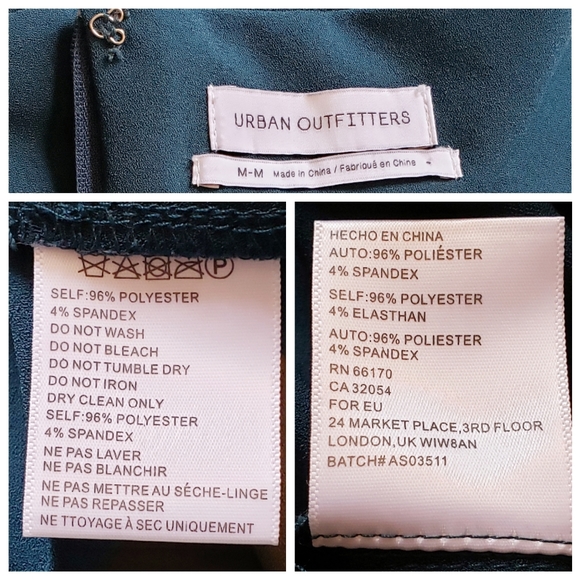 URBAN OUTFITTERS
M-M Made in China / Fabriqué en Chine
SELF:96% POLYESTER
4% SPANDEX
DO NOT WASH
DO NOT BLEACH
DO NOT TUMBLE DRY
DO NOT IRON
DRY CLEAN ONLY
SELF:96% POLYESTER
4% SPANDEX
NE PAS LAVER
NE PAS BLANCHIR
NE PAS METTRE AU SÉCHE-LINGE
NE PAS REPASSER
NE TTOYAGE À SEC UNIQUEMENT
HECHO EN CHINA
AUTO:96% POLIÉSTER
4% SPANDEX
SELF:96% POLYESTER
4% ELASTHAN
AUTO:96% POLIESTER
4% SPANDEX
RN 66170
CA 32054
FOR EU
24 MARKET PLACE,3RD FLOOR
LONDON,UK WIW8AN
BATCH# AS03511